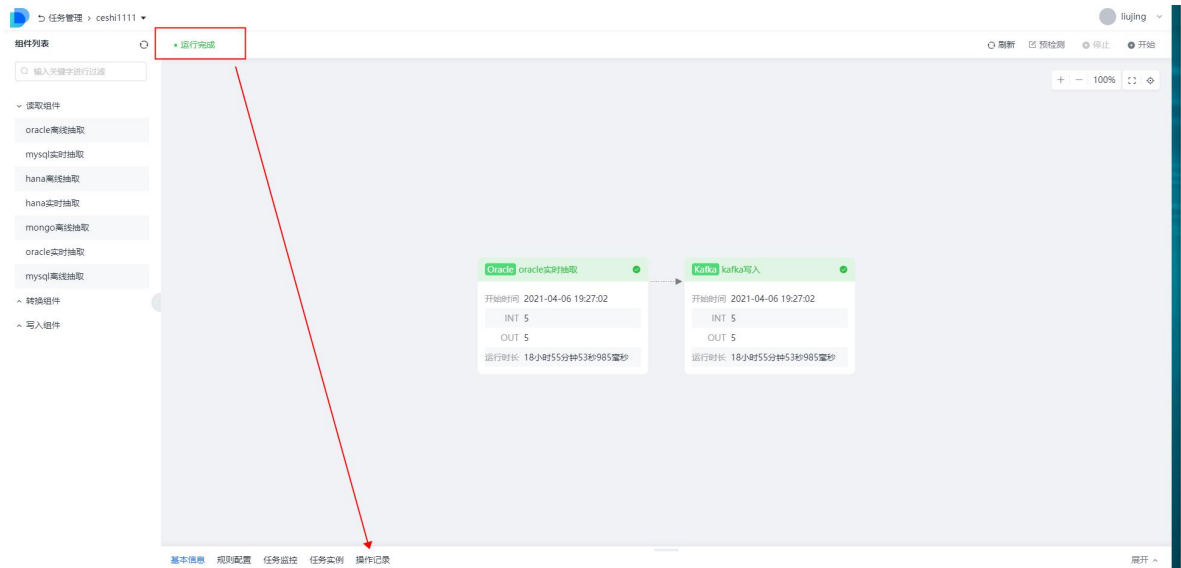 任务管理 › ceshi1111
liujing
组件列表
• 运行完成
刷新 预检测 停止 开始
输入关键字进行过滤
+ − 100%
读取组件
oracle离线抽取
mysql实时抽取
hana离线抽取
hana实时抽取
mongo离线抽取
oracle实时抽取
mysql离线抽取
转换组件
写入组件
Oracle oracle实时抽取
开始时间 2021-04-06 19:27:02
INT 5
OUT 5
运行时长 18小时55分钟53秒985毫秒
Kafka kafka写入
开始时间 2021-04-06 19:27:02
INT 5
OUT 5
运行时长 18小时55分钟53秒985毫秒
基本信息 规则配置 任务监控 任务实例 操作记录
展开